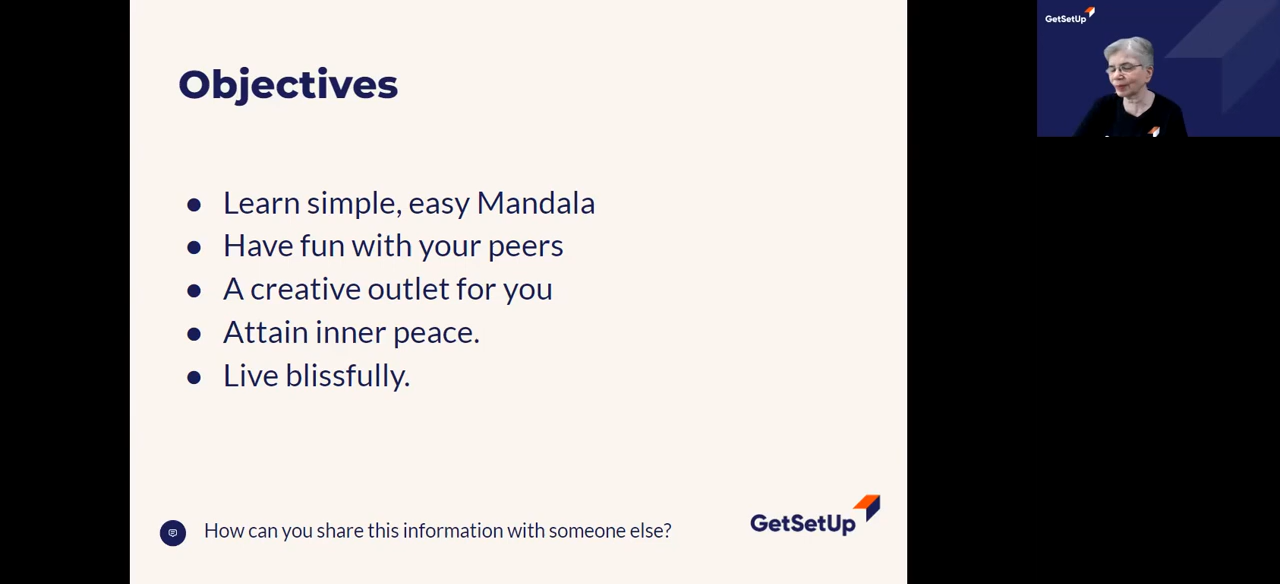 Objectives
Learn simple, easy Mandala
Have fun with your peers
A creative outlet for you
Attain inner peace.
Live blissfully.
How can you share this information with someone else?
GetSetUp
GetSetUp